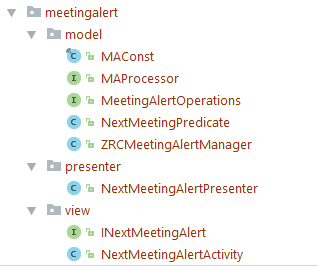 meetingalert
model
MAConst
MAProcessor
MeetingAlertOperations
NextMeetingPredicate
ZRCMeetingAlertManager
presenter
NextMeetingAlertPresenter
view
INextMeetingAlert
NextMeetingAlertActivity